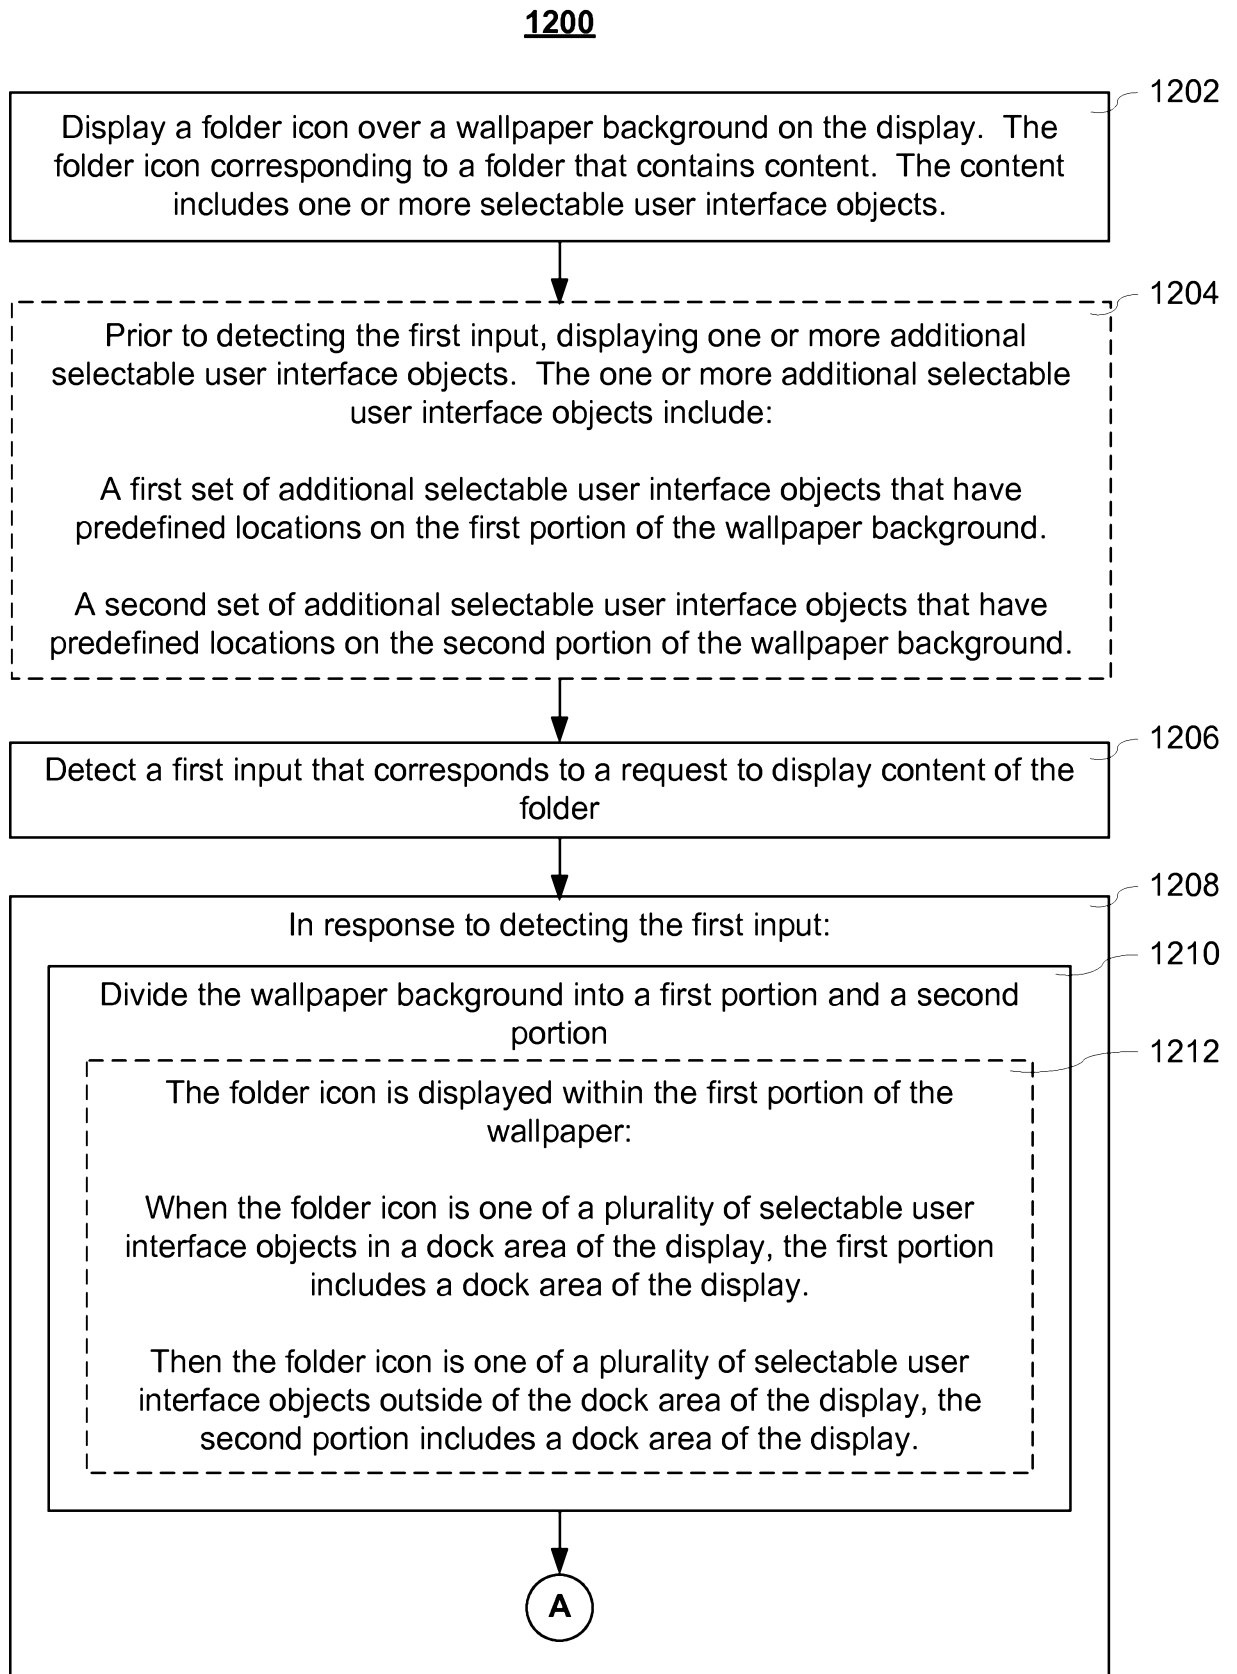 1200
1202
Display a folder icon over a wallpaper background on the display.  The
folder icon corresponding to a folder that contains content.  The content
includes one or more selectable user interface objects.
1204
Prior to detecting the first input, displaying one or more additional
selectable user interface objects.  The one or more additional selectable
user interface objects include:
A first set of additional selectable user interface objects that have
predefined locations on the first portion of the wallpaper background.
A second set of additional selectable user interface objects that have
predefined locations on the second portion of the wallpaper background.
1206
Detect a first input that corresponds to a request to display content of the
folder
1208
In response to detecting the first input:
1210
Divide the wallpaper background into a first portion and a second
portion
1212
The folder icon is displayed within the first portion of the
wallpaper:
When the folder icon is one of a plurality of selectable user
interface objects in a dock area of the display, the first portion
includes a dock area of the display.
Then the folder icon is one of a plurality of selectable user
interface objects outside of the dock area of the display, the
second portion includes a dock area of the display.
A